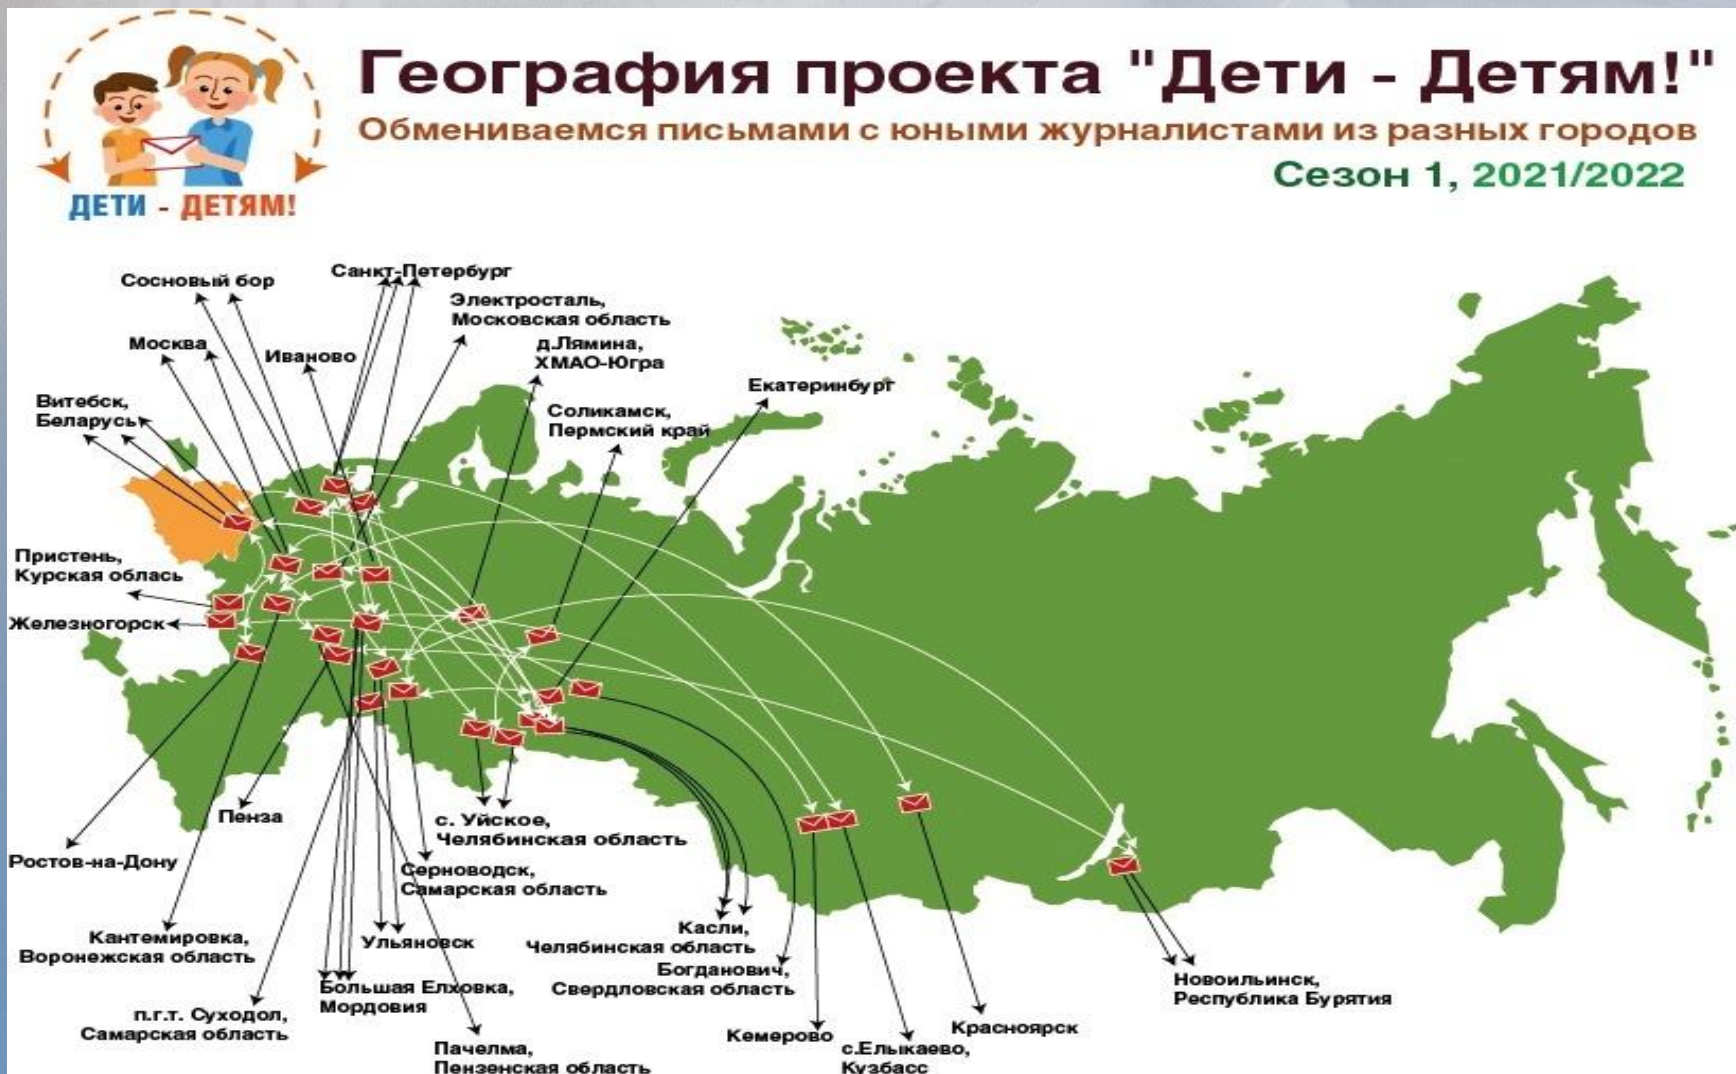 География проекта "Дети - Детям!"
Обмениваемся письмами с юными журналистами из разных городов
Сезон 1, 2021/2022
ДЕТИ - ДЕТЯМ!
Санкт-Петербург
Сосновый бор
Электросталь,
Московская область
Москва
Иваново
д.Лямина,
ХМАО-Югра
Екатеринбург
Витебск,
Беларусь
Соликамск,
Пермский край
Пристень,
Курская облась
Железногорск
Пенза
с. Уйское,
Челябинская область
Ростов-на-Дону
Серноводск,
Самарская область
Кантемировка,
Воронежская область
Ульяновск
Касли,
Челябинская область
Богданович,
Свердловская область
Большая Елховка,
Мордовия
Новоильинск,
Республика Бурятия
п.г.т. Суходол,
Самарская область
Пачелма,
Пензенская область
Кемерово
с.Елыкаево,
Кузбасс
Красноярск